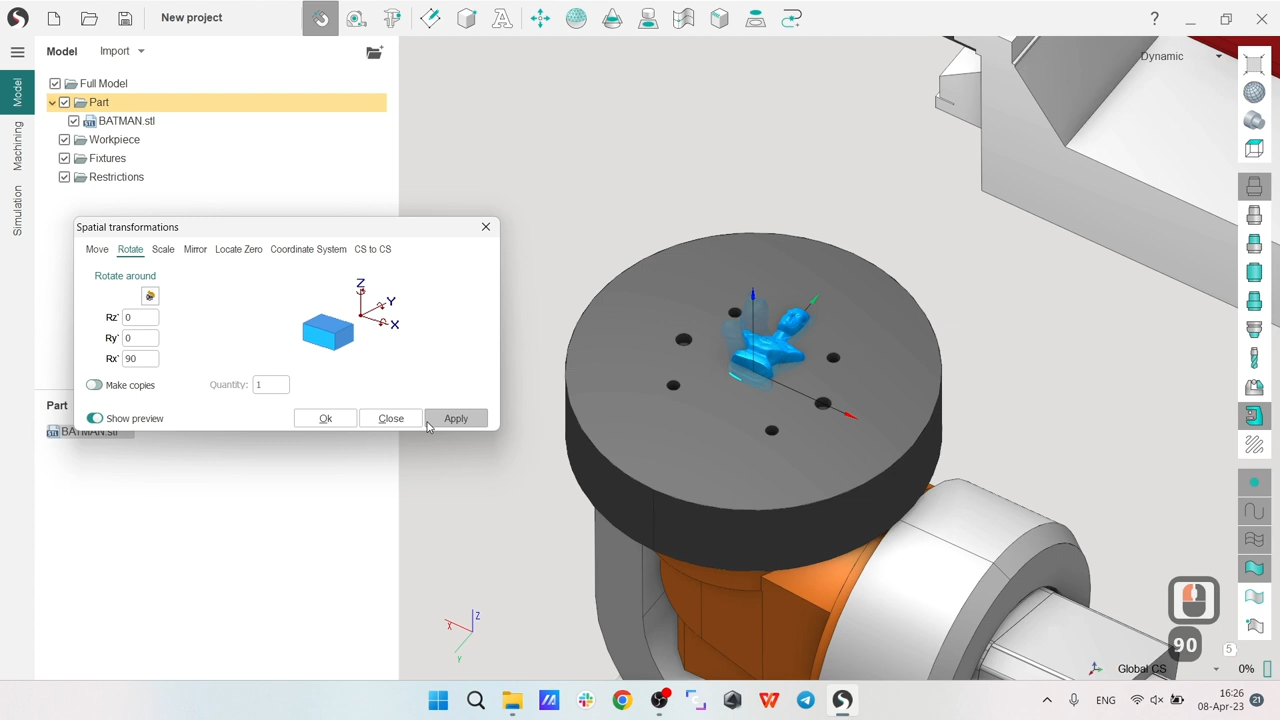 New project
?
Model
Import
Dynamic
Full Model
Part
BATMAN.stl
Workpiece
Fixtures
Restrictions
Model
Machining
Simulation
Spatial transformations
Move Rotate Scale Mirror Locate Zero Coordinate System CS to CS
Rotate around
Rz` 0
Ry` 0
Rx` 90
Z
Y
X
Make copies
Quantity: 1
Show preview
Ok
Close
Apply
Part
BATMAN.stl
Z
X
Y
90
5
Global CS
0%
ENG
16:26
08-Apr-23
21